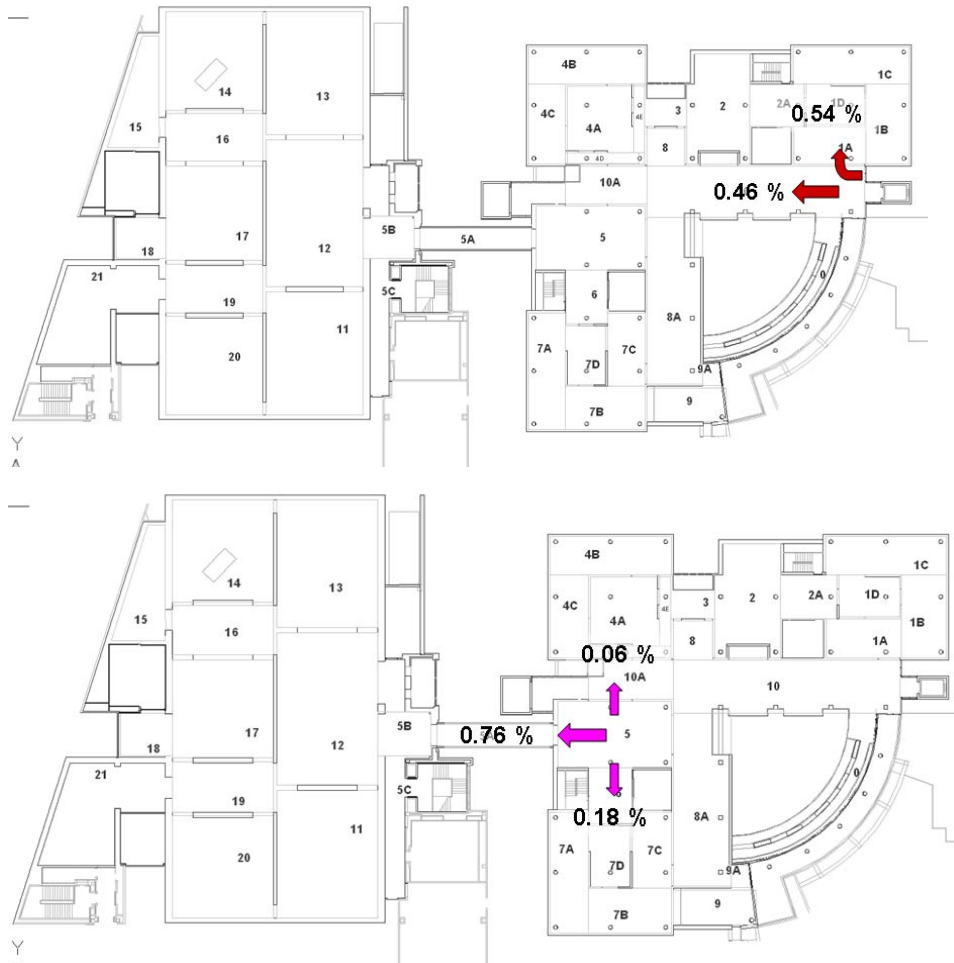 4B
1C
14
13
4C
3
2
2A
1D
4E
0.54 %
15
16
4A
1B
8
1A
4D
10A
0.46 %
5B
5A
5
18
17
12
21
5C
6
0
19
11
8A
20
7A
7D
7C
9A
7B
9
Y
4B
1C
14
13
4C
4E
3
2
2A
1D
15
16
4A
1B
8
1A
0.06 %
10A
10
5B
0.76 %
5
18
17
12
21
5C
0
19
0.18 %
8A
11
20
7A
7D
7C
9A
7B
9
Y